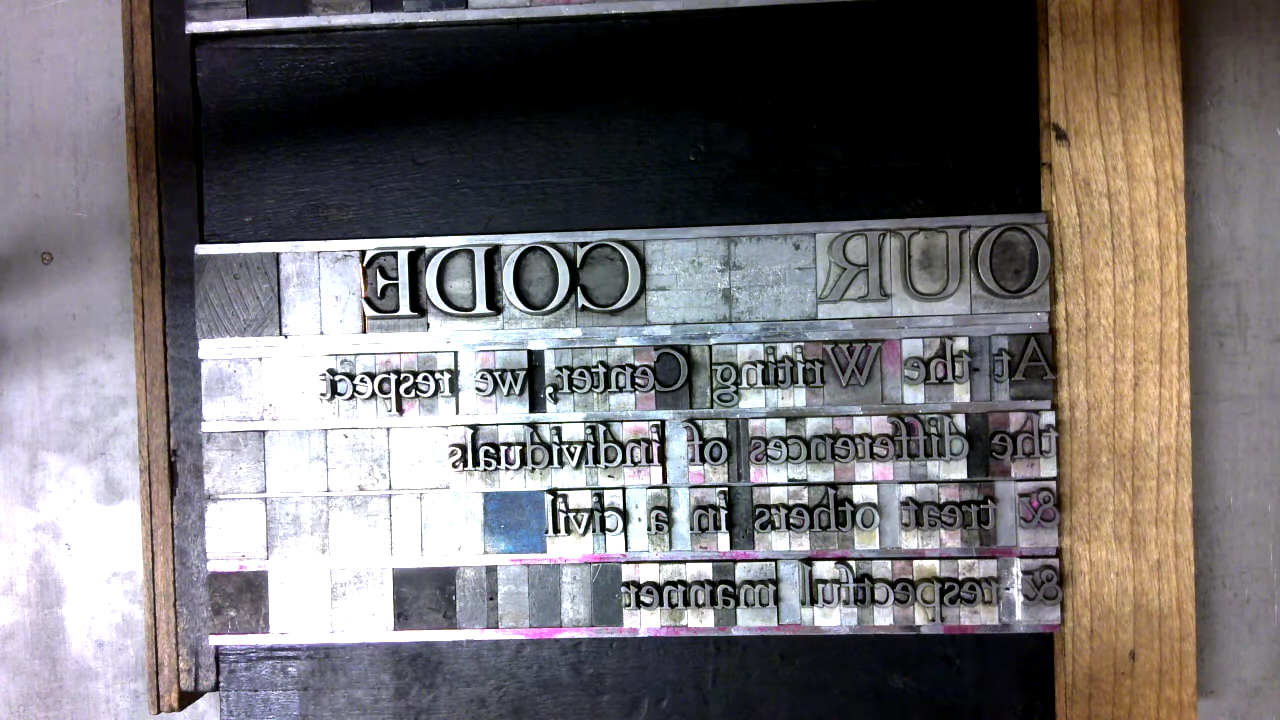 OUR CODE
At the Writing Center, we respect
the differences of individuals
& treat others in a civil
& respectful manner